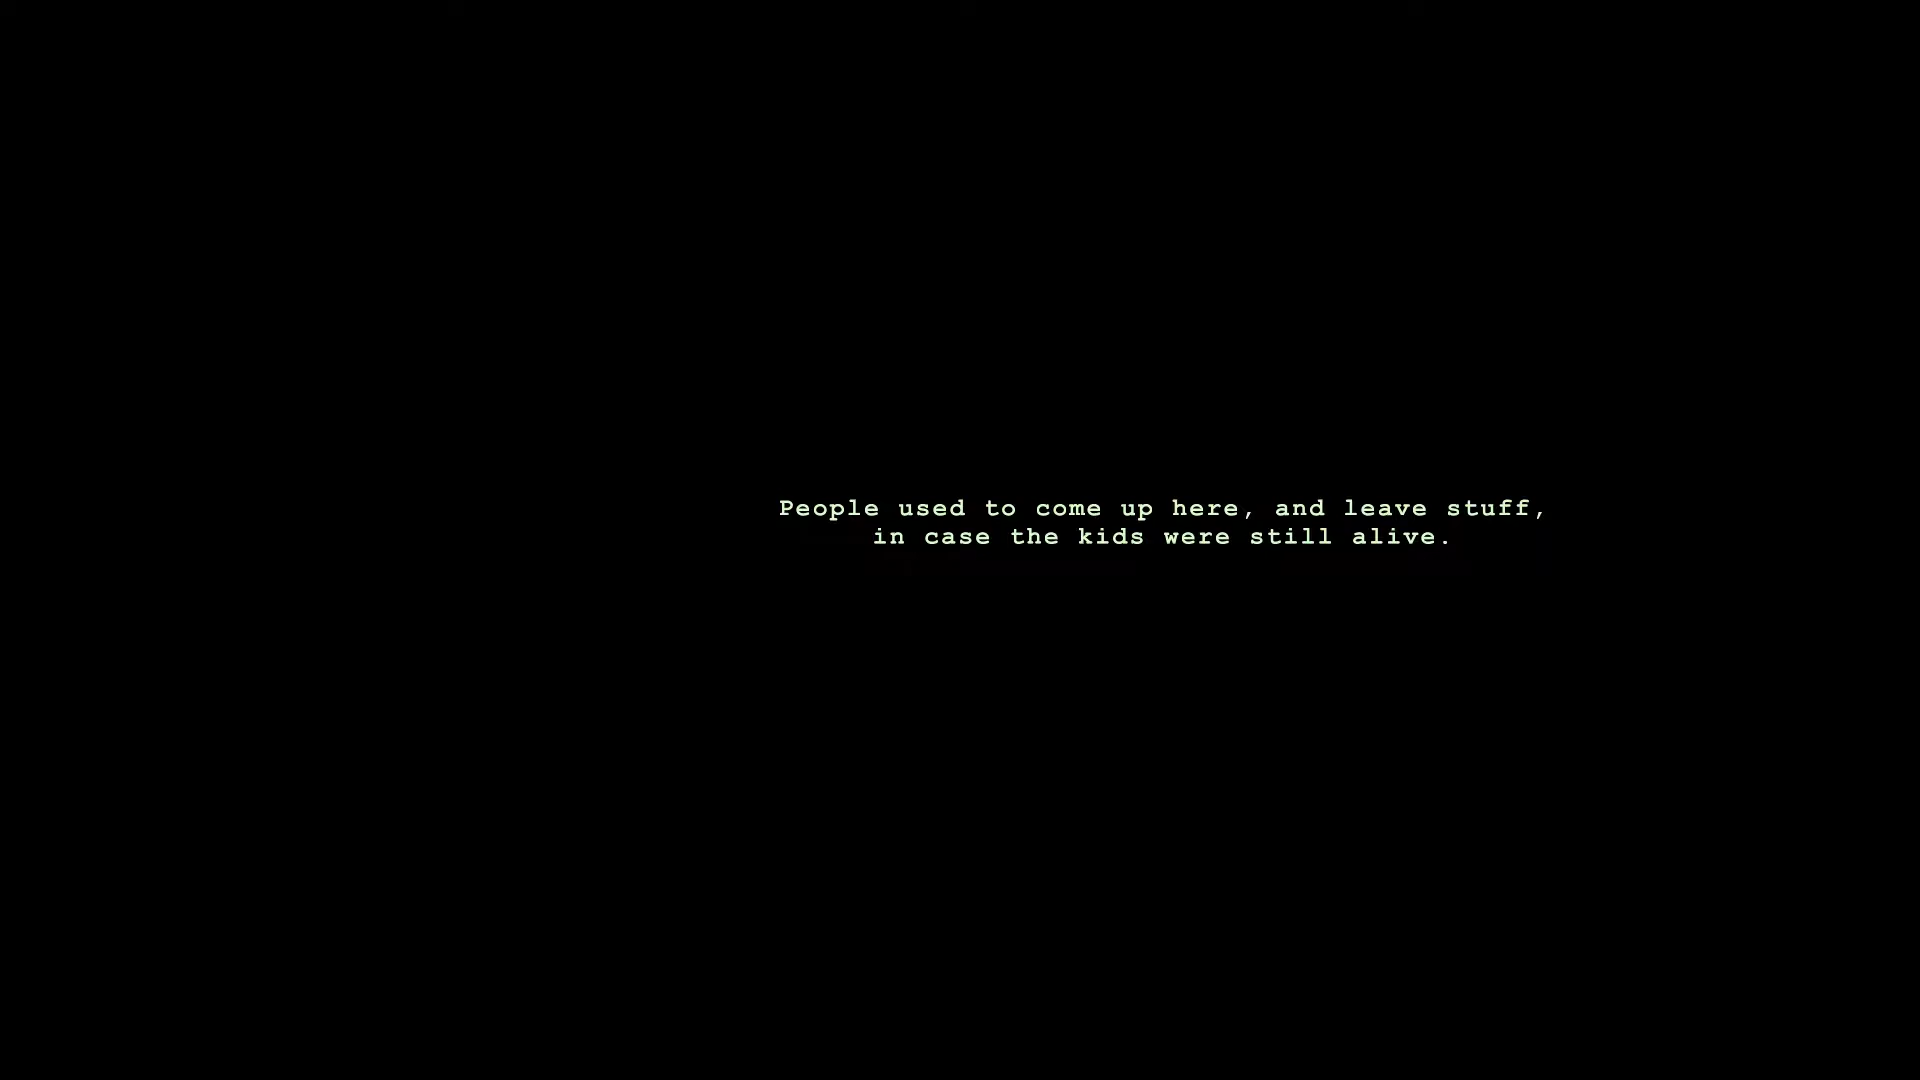 People used to come up here, and leave stuff,
in case the kids were still alive.